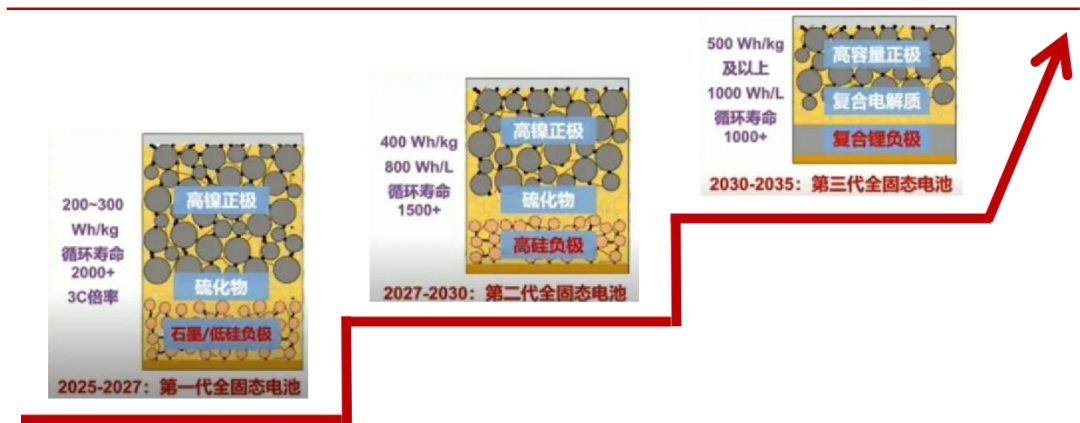 200~300
Wh/kg
循环寿命
2000+
3C倍率
高镍正极
硫化物
石墨/低硅负极
2025-2027：第一代全固态电池
400 Wh/kg
800 Wh/L
循环寿命
1500+
高镍正极
硫化物
高硅负极
2027-2030：第二代全固态电池
500 Wh/kg
及以上
1000 Wh/L
循环寿命
1000+
高容量正极
复合电解质
复合锂负极
2030-2035：第三代全固态电池